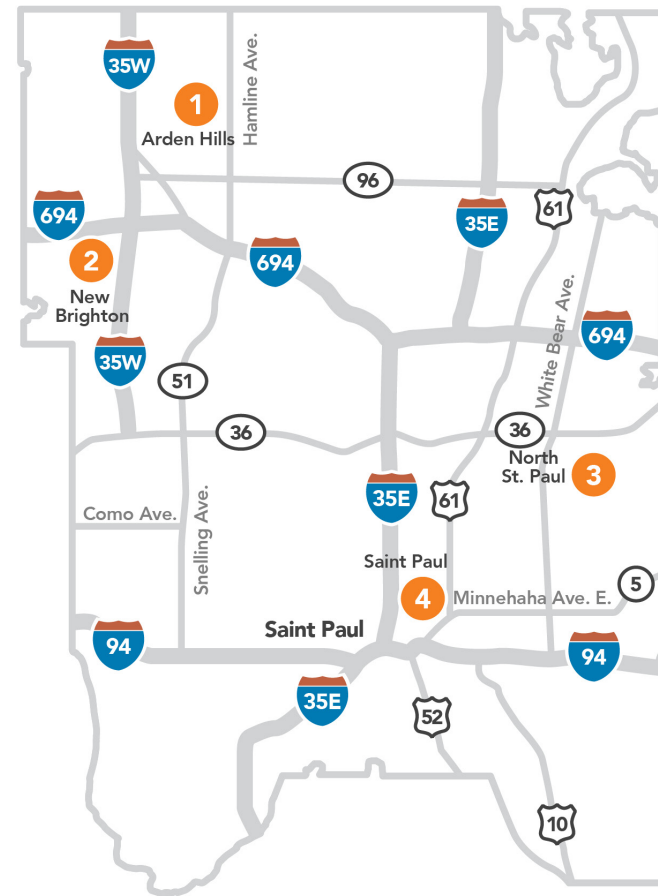 35W
1
Hamline Ave.
Arden Hills
96
694
61
35E
2
694
New
Brighton
White Bear Ave.
694
35W
51
36
36
North
St. Paul
3
35E
61
Como Ave.
Snelling Ave.
Saint Paul
5
4
Minnehaha Ave. E.
Saint Paul
94
94
35E
52
10